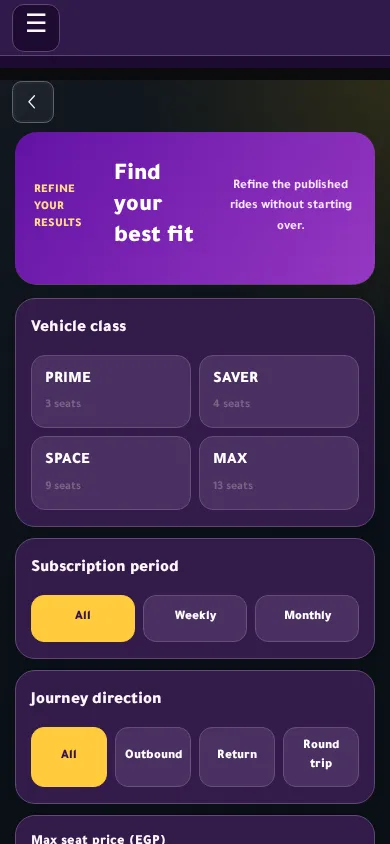 REFINE
YOUR
RESULTS
Find
your
best fit
Refine the published
rides without starting
over.
Vehicle class
PRIME
3 seats
SAVER
4 seats
SPACE
9 seats
MAX
13 seats
Subscription period
All
Weekly
Monthly
Journey direction
All
Outbound
Return
Round
trip
Max seat price (EGP)